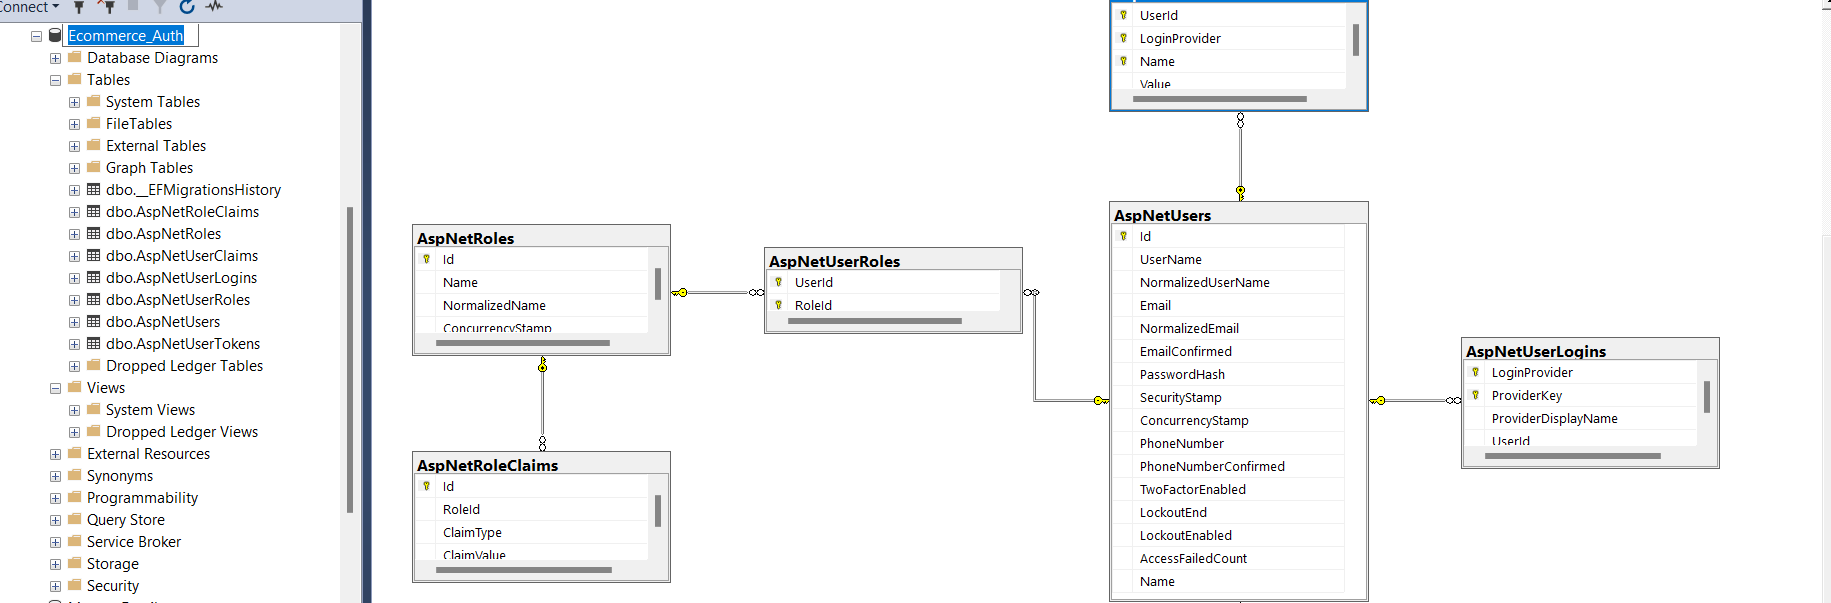 Connect
Ecommerce_Auth
Database Diagrams
Tables
System Tables
FileTables
External Tables
Graph Tables
dbo.__EFMigrationsHistory
dbo.AspNetRoleClaims
dbo.AspNetRoles
dbo.AspNetUserClaims
dbo.AspNetUserLogins
dbo.AspNetUserRoles
dbo.AspNetUsers
dbo.AspNetUserTokens
Dropped Ledger Tables
Views
System Views
Dropped Ledger Views
External Resources
Synonyms
Programmability
Query Store
Service Broker
Storage
Security
UserId
LoginProvider
Name
Value
AspNetRoles
Id
Name
NormalizedName
ConcurrencyStamp
AspNetUserRoles
UserId
RoleId
AspNetRoleClaims
Id
RoleId
ClaimType
ClaimValue
AspNetUsers
Id
UserName
NormalizedUserName
Email
NormalizedEmail
EmailConfirmed
PasswordHash
SecurityStamp
ConcurrencyStamp
PhoneNumber
PhoneNumberConfirmed
TwoFactorEnabled
LockoutEnd
LockoutEnabled
AccessFailedCount
Name
AspNetUserLogins
LoginProvider
ProviderKey
ProviderDisplayName
UserId